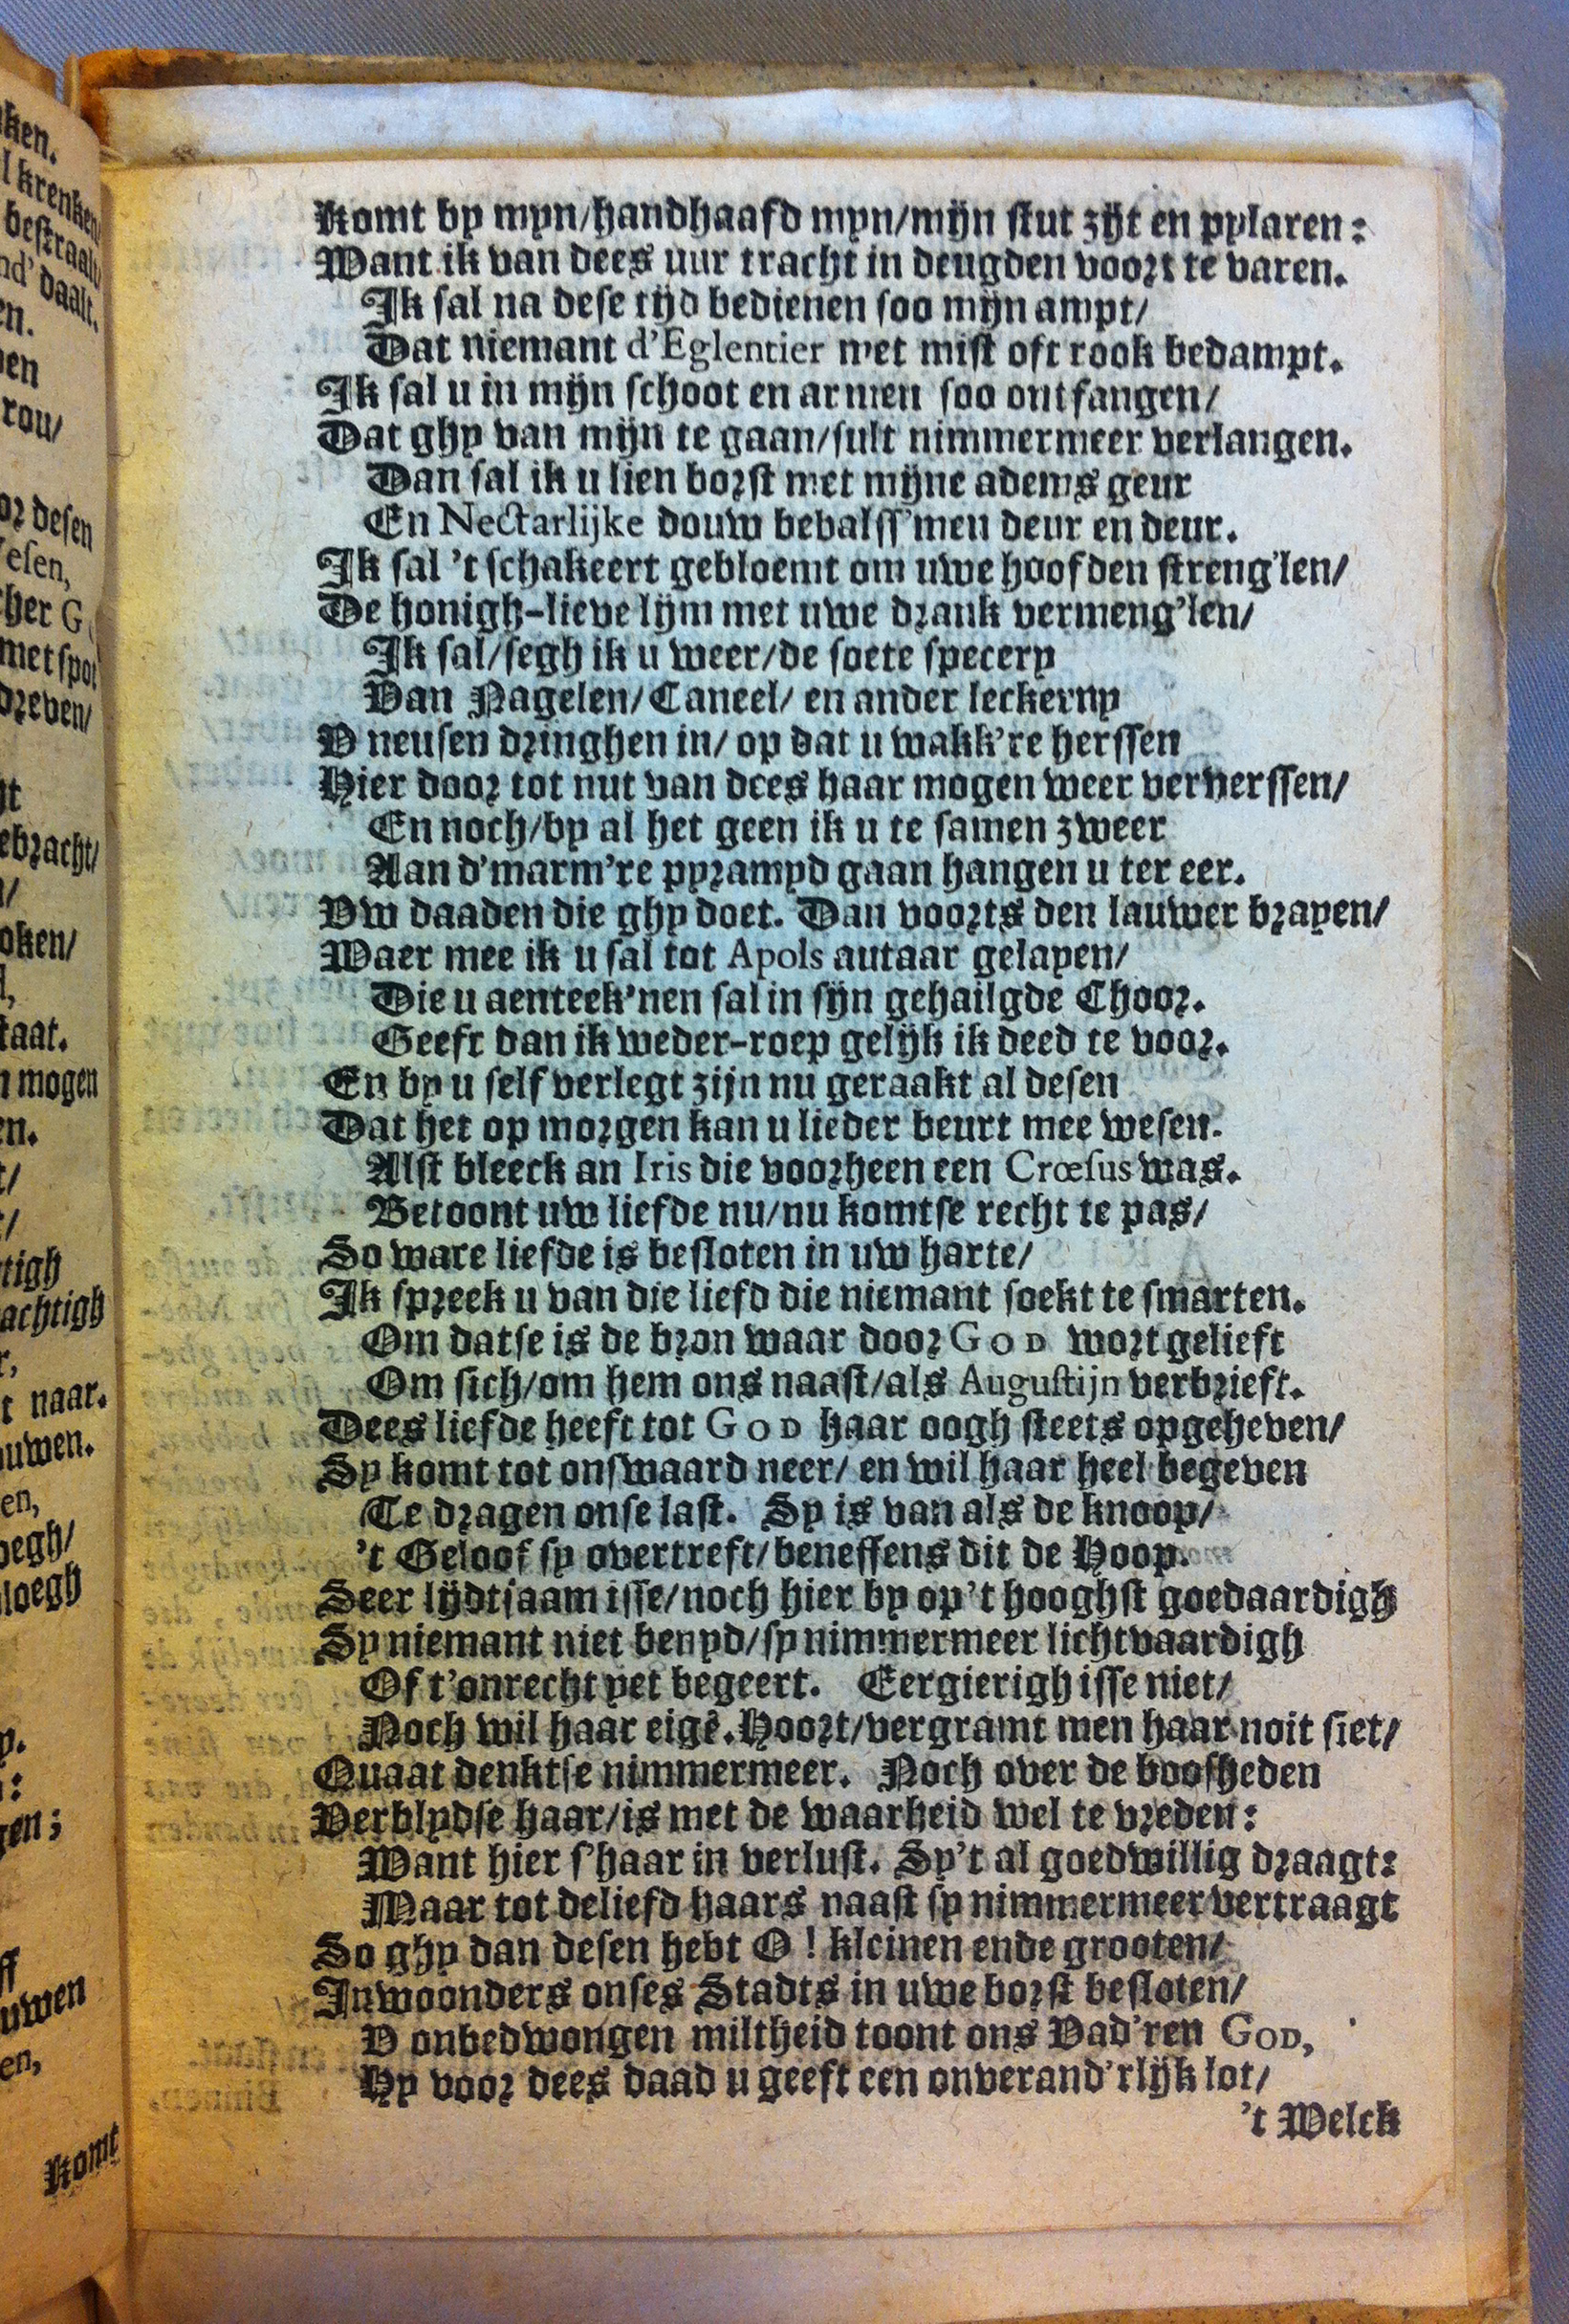 Komt by myn/handhaafd myn/mijn stut zijt en pylaren:
Want ik van dees uur tracht in deugden voort te varen.
Ik sal na dese tijd bedienen soo mijn ampt/
Dat niemant d'Eglentier met mist oft rook bedampt.
Ik sal u in mijn schoot en armen soo ontfangen/
Dat ghy van mijn te gaan/sult nimmermeer verlangen.
Dan sal ik u lien borst met mijne adems geur
En Nectarlijke douw bebalss'men deur en deur.
Ik sal 't schakeert gebloemt om uwe hoofden streng'len/
De honigh-lieve lijm met uwe drank vermeng'len/
Ik sal/segh ik u weer/de soete specery
Van Nagelen/Caneel/ en ander leckerny
V neusen dringhen in/ op dat u wakk're herssen
Hier door tot nut van dees haar mogen weer ververssen/
En noch/by al het geen ik u te samen zweer
Aan d'marm're pyramyd gaan hangen u ter eer.
Vw daaden die ghy doet. Dan voorts den lauwer brayen/
Waer mee ik u sal tot Apols autaar gelayen/
Die u aenteek'nen sal in sijn gehailgde Choor.
Geeft dan ik weder-roep gelijk ik deed te voor.
En by u self verlegt zijn nu geraakt al desen
Dat het op morgen kan u lieder beurt mee wesen.
Alst bleeck an Iris die voorheen een Crœsus was.
Betoont uw liefde nu/nu komtse recht te pas/
So ware liefde is besloten in uw harte/
Ik spreek u van die liefd die niemant soekt te smarten.
Om datse is de bron waar door GOD wort gelieft
Om sich/om hem ons naast/als Augustijn verbrieft.
Dees liefde heeft tot GOD haar oogh steets opgeheven/
Sy komt tot onswaard neer/ en wil haar heel begeven
Te dragen onse last. Sy is van als de knoop/
't Geloof sy overtreft/beneffens dit de Hoop.
Seer lijdtsaam isse/noch hier by op't hooghst goedaardigh
Sy niemant niet benyd/sy nimmermeer lichtvaardigh
Of t'onrecht yet begeert. Eergierigh isse niet/
Noch wil haar eigē. Hoort/vergramt men haar noit siet/
Quaat denktse nimmermeer. Noch over de boosheden
Verblydse haar/is met de waarheid wel te vreden:
Want hier s'haar in verlust. Sy't al goedwillig draagt:
Maar tot deliefd haars naast sy nimmermeer vertraagt
So ghy dan desen hebt O! kleinen ende grooten/
Inwoonders onses Stadts in uwe borst besloten/
V onbedwongen miltheid toont ons Vad'ren GOD,
Hy voor dees daad u geeft een onverand'rlijk lot/
't Welck